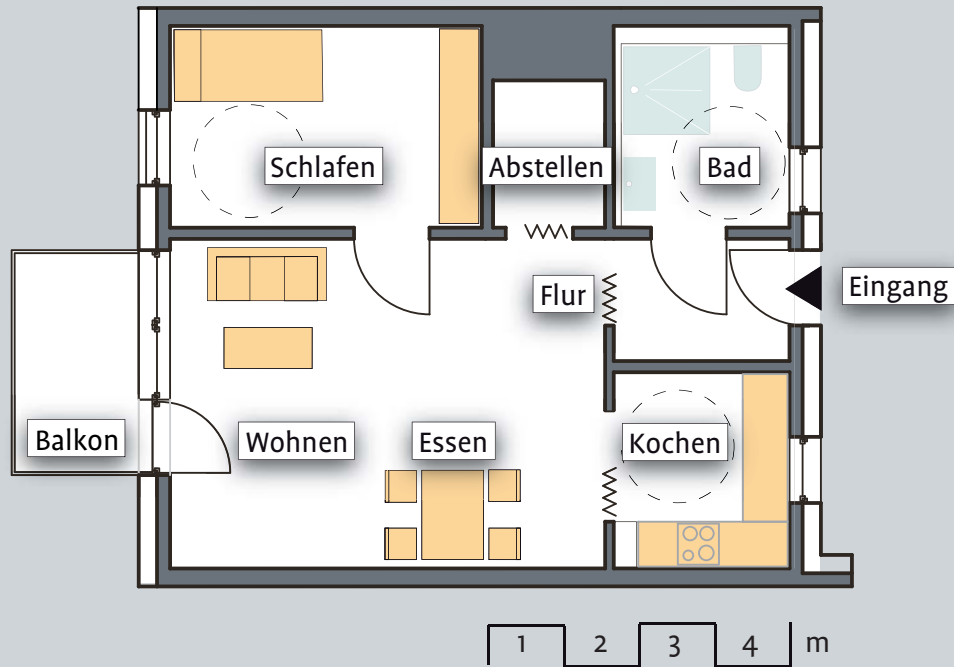 Schlafen
Abstellen
Bad
Flur
Eingang
Balkon
Wohnen
Essen
Kochen
1 2 3 4 m